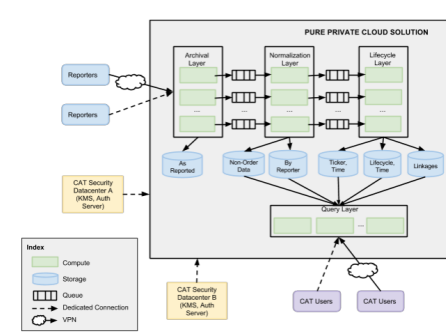 PURE PRIVATE CLOUD SOLUTION
Archival
Layer
Normalization
Layer
Lifecycle
Layer
Reporters
Reporters
...
...
...
As
Reported
Non-Order
Data
By
Reporter
Ticker,
Time
Lifecycle,
Time
Linkages
CAT Security
Datacenter A
(KMS, Auth
Server)
Query Layer
...
Index
Compute
Storage
Queue
Dedicated Connection
VPN
CAT Security
Datacenter B
(KMS, Auth
Server)
CAT Users
CAT Users